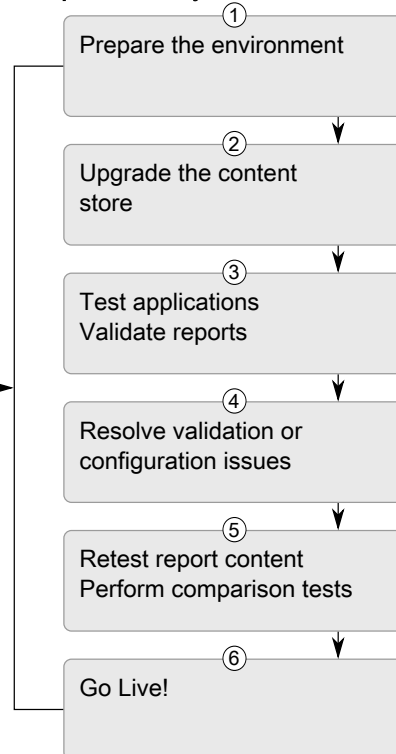 1
Prepare the environment
2
Upgrade the content
store
3
Test applications
Validate reports
4
Resolve validation or
configuration issues
5
Retest report content
Perform comparison tests
6
Go Live!